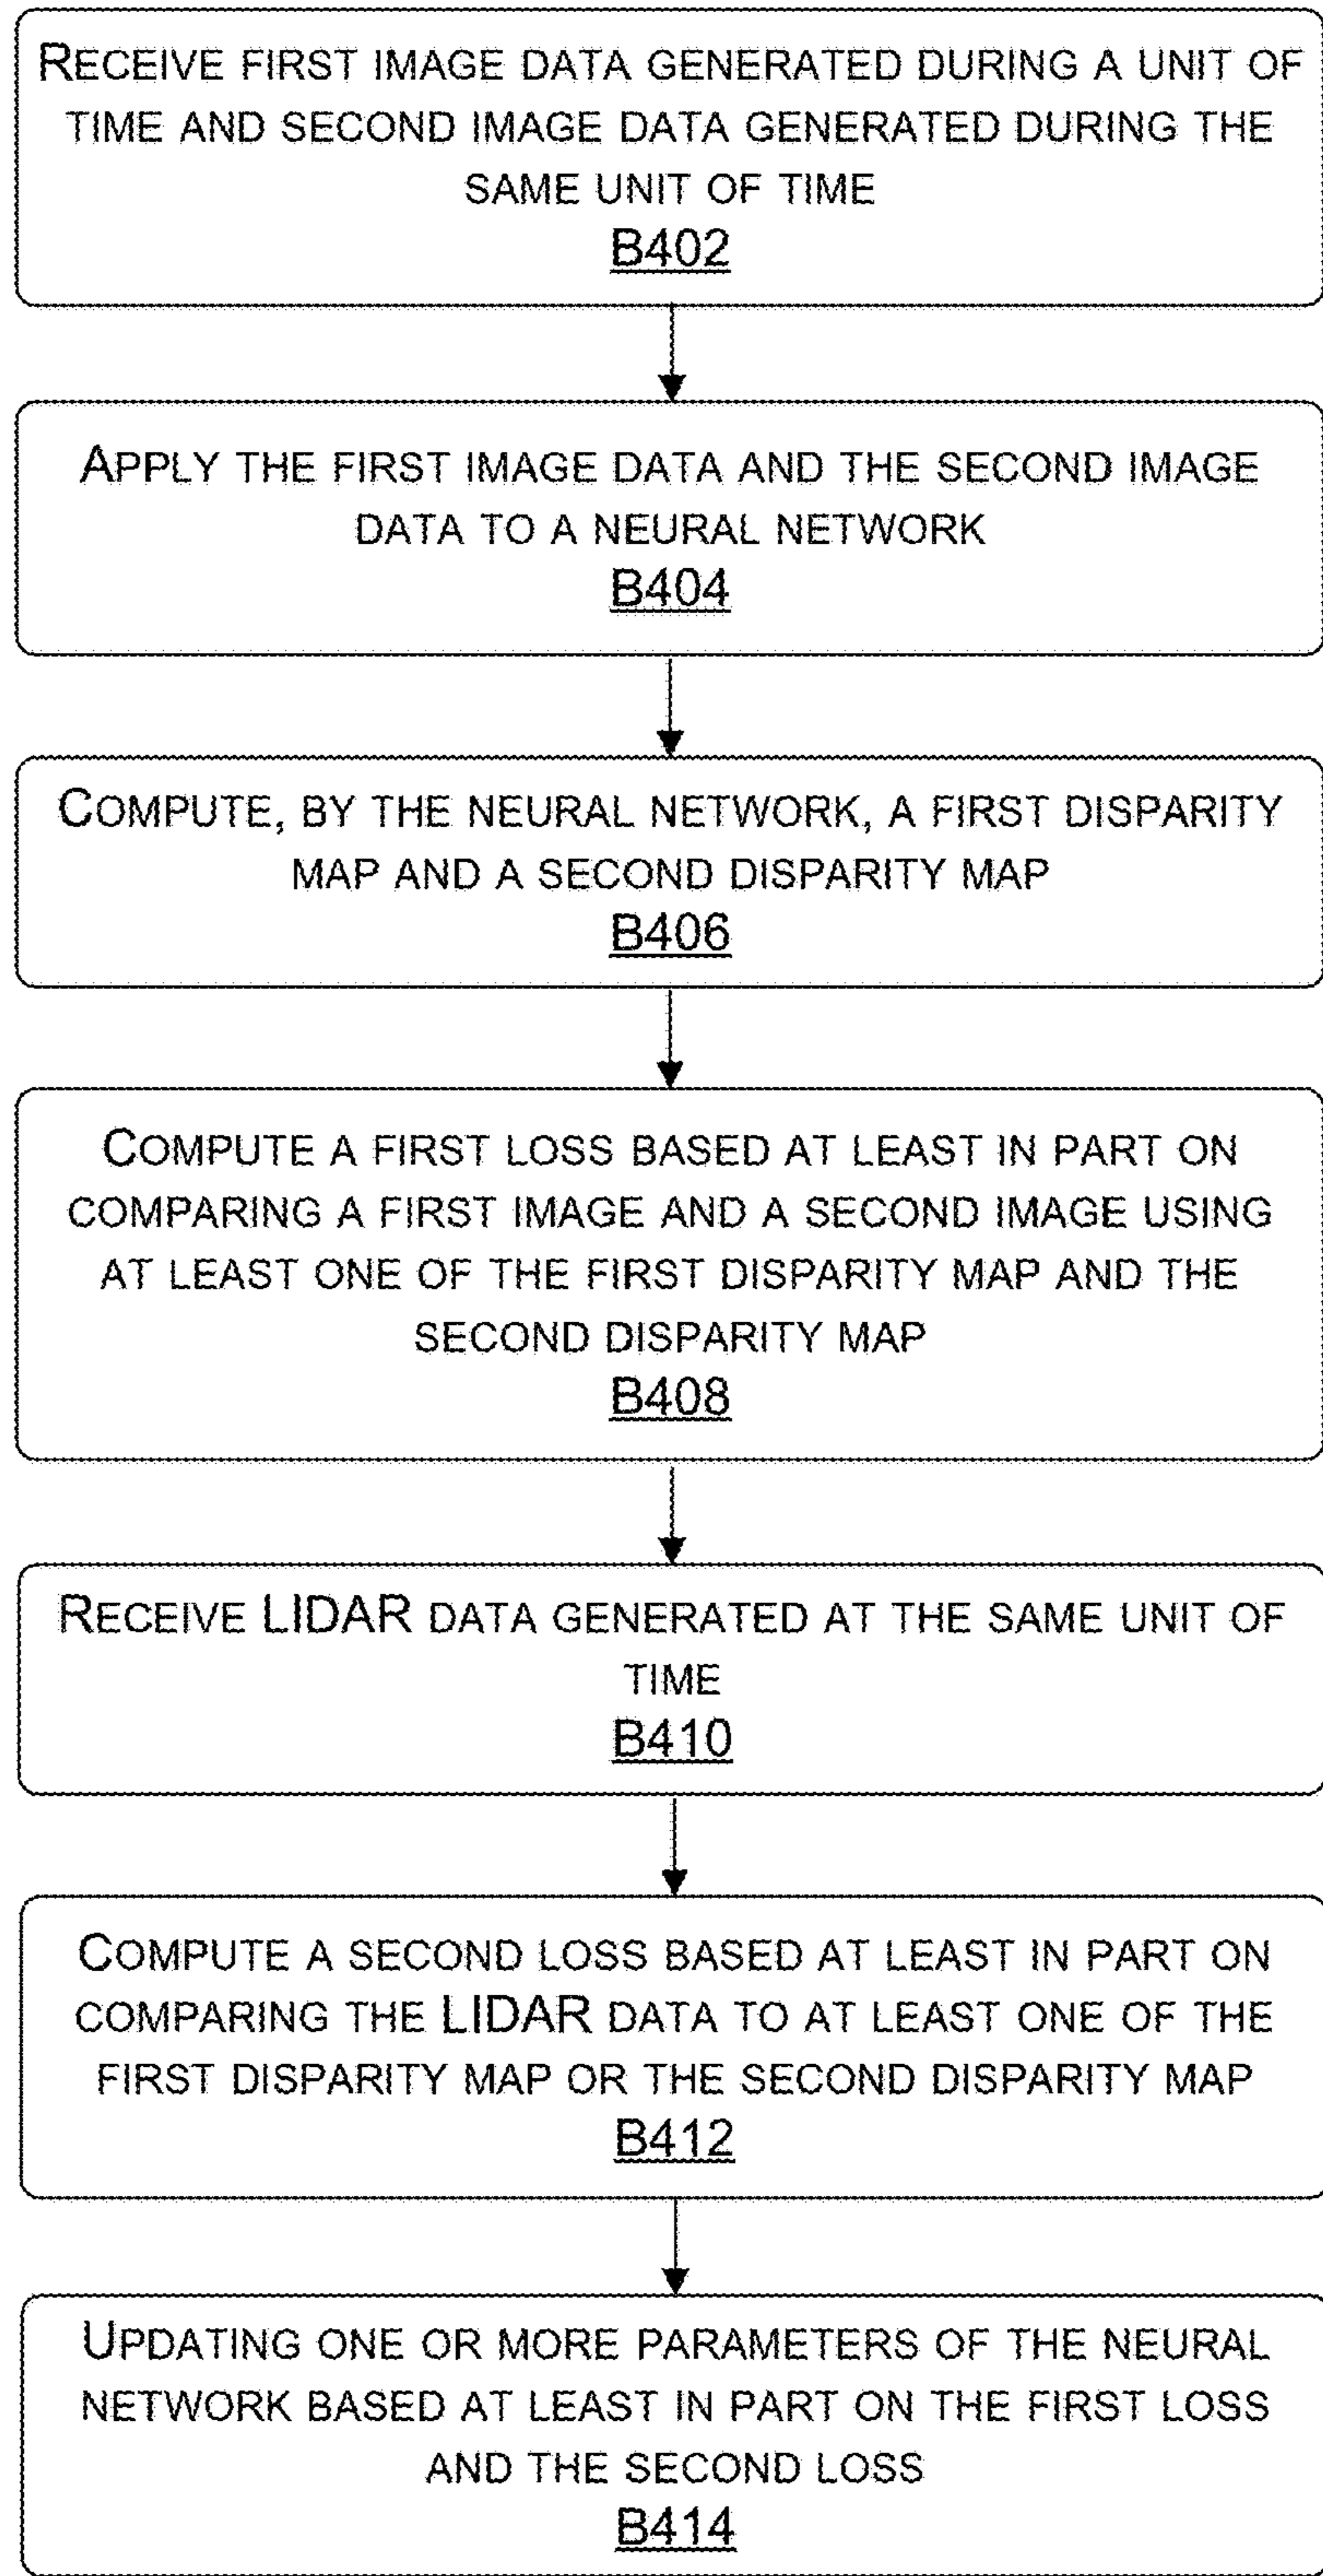 RECEIVE FIRST IMAGE DATA GENERATED DURING A UNIT OF
TIME AND SECOND IMAGE DATA GENERATED DURING THE
SAME UNIT OF TIME
B402
APPLY THE FIRST IMAGE DATA AND THE SECOND IMAGE
DATA TO A NEURAL NETWORK
B404
COMPUTE, BY THE NEURAL NETWORK, A FIRST DISPARITY
MAP AND A SECOND DISPARITY MAP
B406
COMPUTE A FIRST LOSS BASED AT LEAST IN PART ON
COMPARING A FIRST IMAGE AND A SECOND IMAGE USING
AT LEAST ONE OF THE FIRST DISPARITY MAP AND THE
SECOND DISPARITY MAP
B408
RECEIVE LIDAR DATA GENERATED AT THE SAME UNIT OF
TIME
B410
COMPUTE A SECOND LOSS BASED AT LEAST IN PART ON
COMPARING THE LIDAR DATA TO AT LEAST ONE OF THE
FIRST DISPARITY MAP OR THE SECOND DISPARITY MAP
B412
UPDATING ONE OR MORE PARAMETERS OF THE NEURAL
NETWORK BASED AT LEAST IN PART ON THE FIRST LOSS
AND THE SECOND LOSS
B414